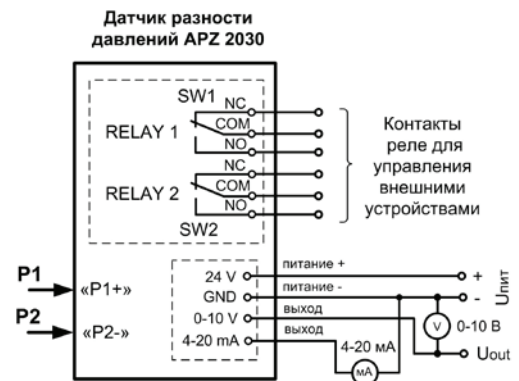 Датчик разности
давлений APZ 2030
SW1
NC
RELAY 1
COM
NO
NC
RELAY 2
COM
NO
SW2
Контакты
реле для
управления
внешними
устройствами
P1
«P1+»
P2
«P2-»
24 V
питание +
+
GND
питание -
-
Uпит
0-10 V
выход
V
0-10 В
4-20 mA
выход
4-20 мА
мА
Uout